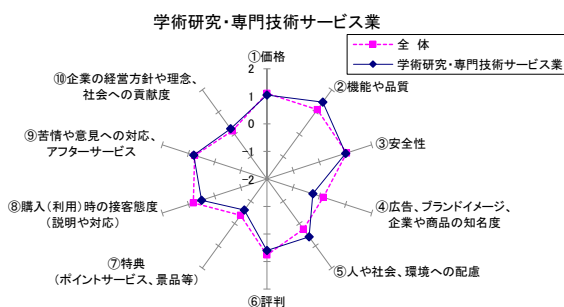 学術研究・専門技術サービス業
全 体
学術研究・専門技術サービス業
①価格
②機能や品質
③安全性
④広告、ブランドイメージ、
企業や商品の知名度
⑤人や社会、環境への配慮
⑥評判
⑦特典
(ポイントサービス、景品等)
⑧購入(利用)時の接客態度
(説明や対応)
⑨苦情や意見への対応、
アフターサービス
⑩企業の経営方針や理念、
社会への貢献度
2
1
0
-1
-2